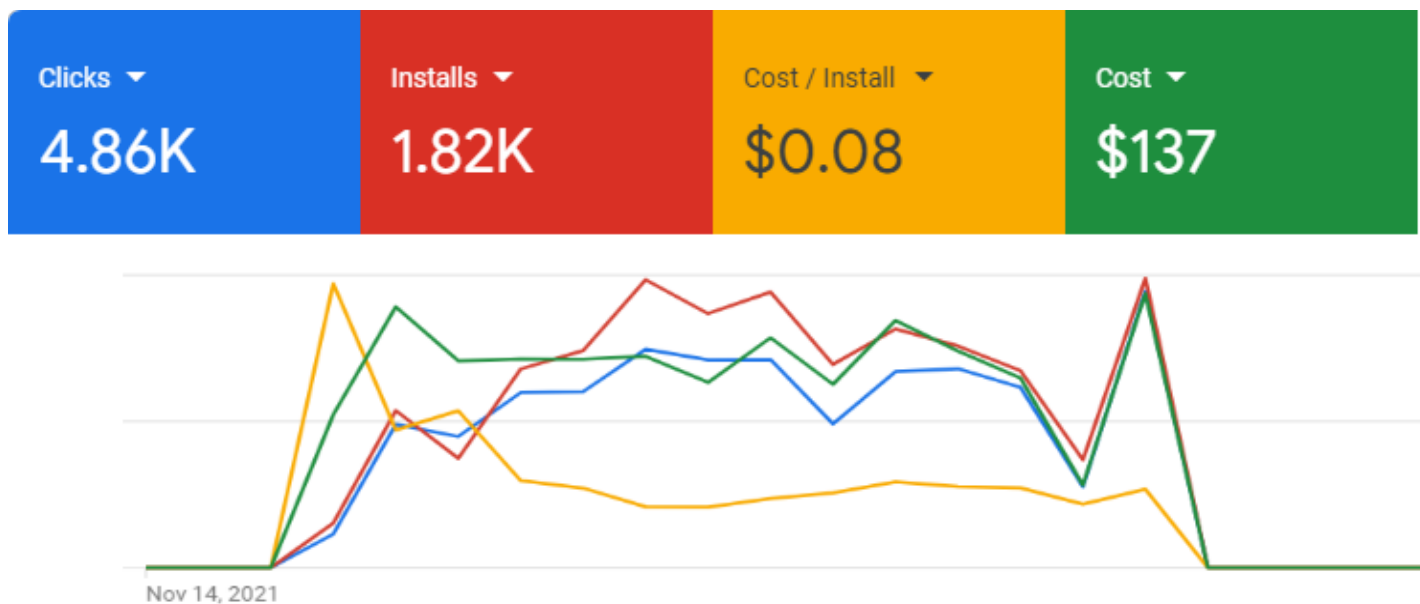 Clicks
4.86K
Installs
1.82K
Cost / Install
$0.08
Cost
$137
Nov 14, 2021